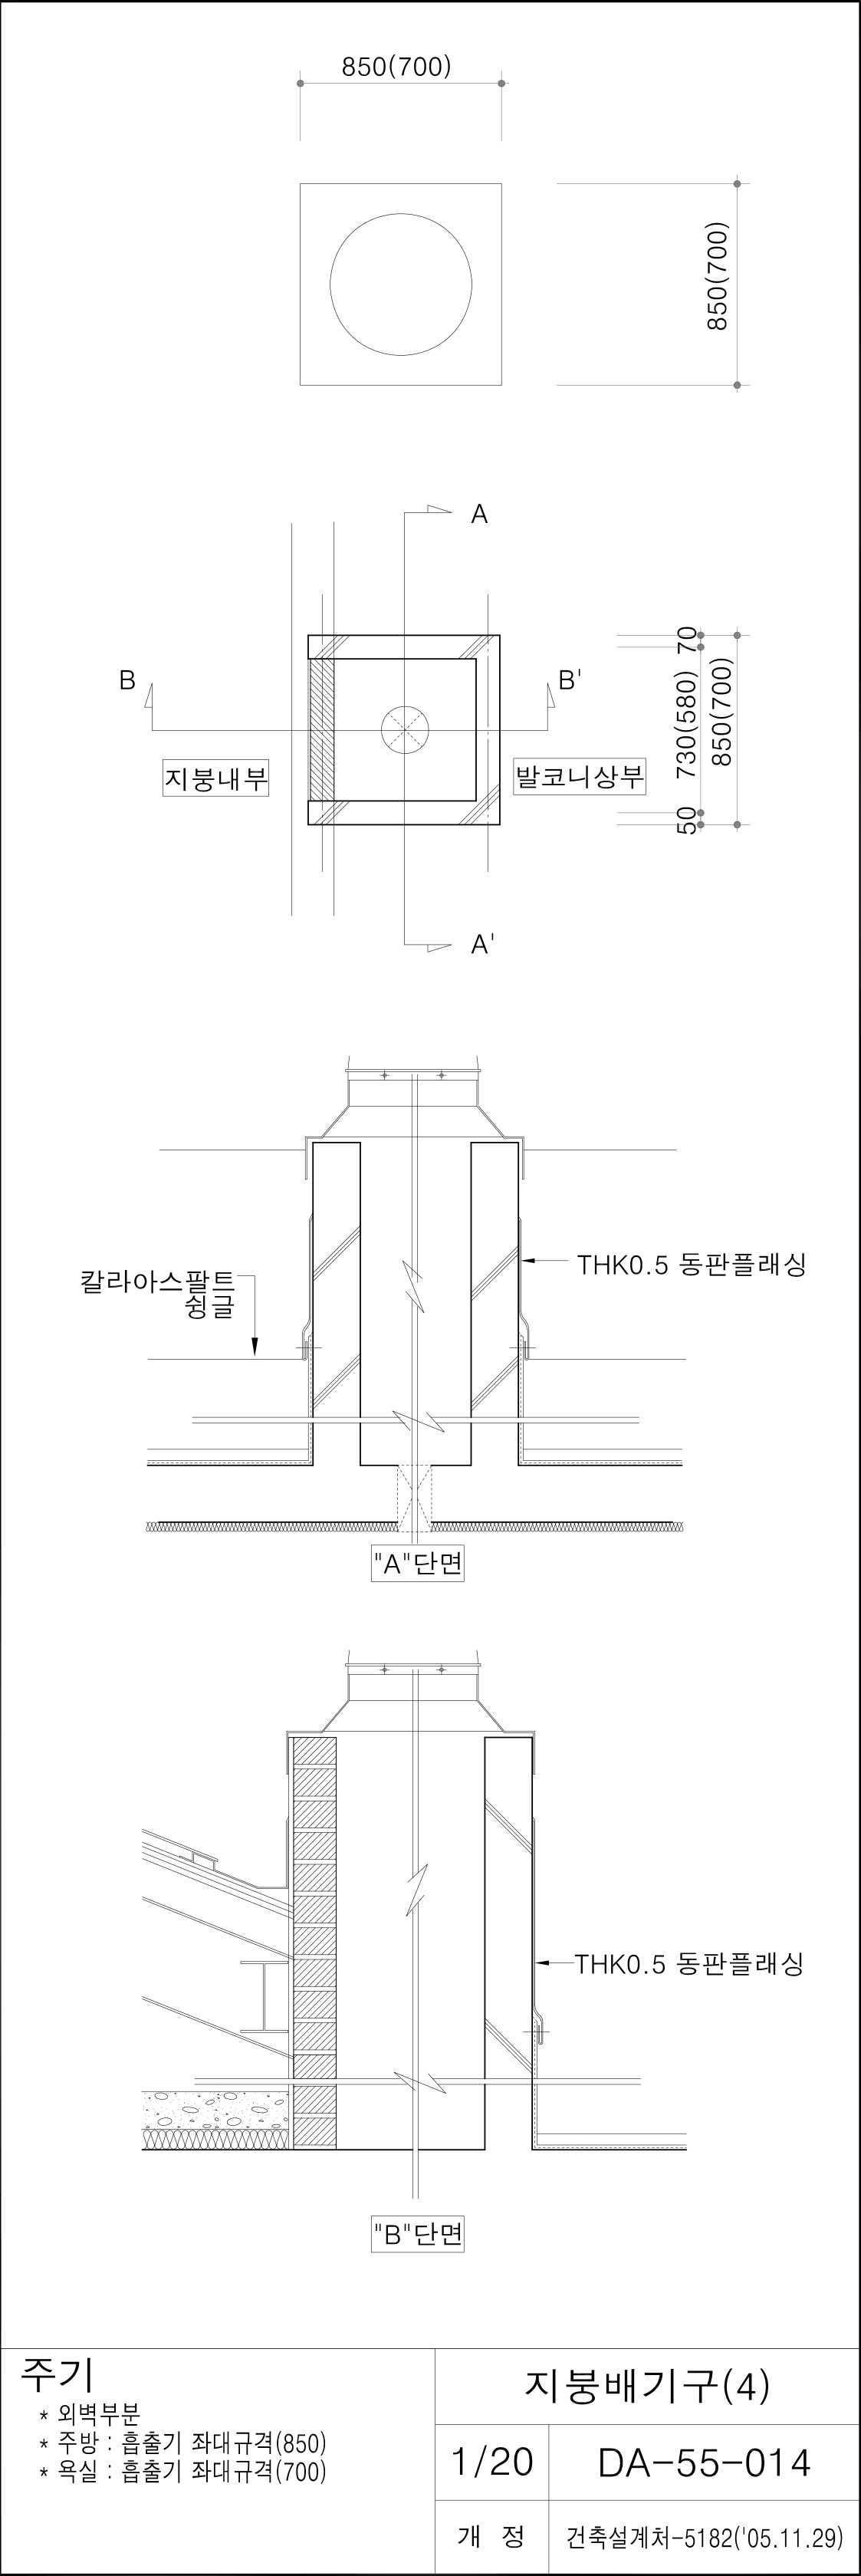 850(700)
850(700)
A
B
B'
지붕내부
발코니상부
70
730(580)
50
850(700)
A'
THK0.5 동판플래싱
칼라아스팔트
슁글
"A"단면
THK0.5 동판플래싱
"B"단면
주기
* 외벽부분
* 주방 : 흡출기 좌대규격(850)
* 욕실 : 흡출기 좌대규격(700)
지붕배기구(4)
1/20
DA-55-014
개 정
건축설계처-5182('05.11.29)